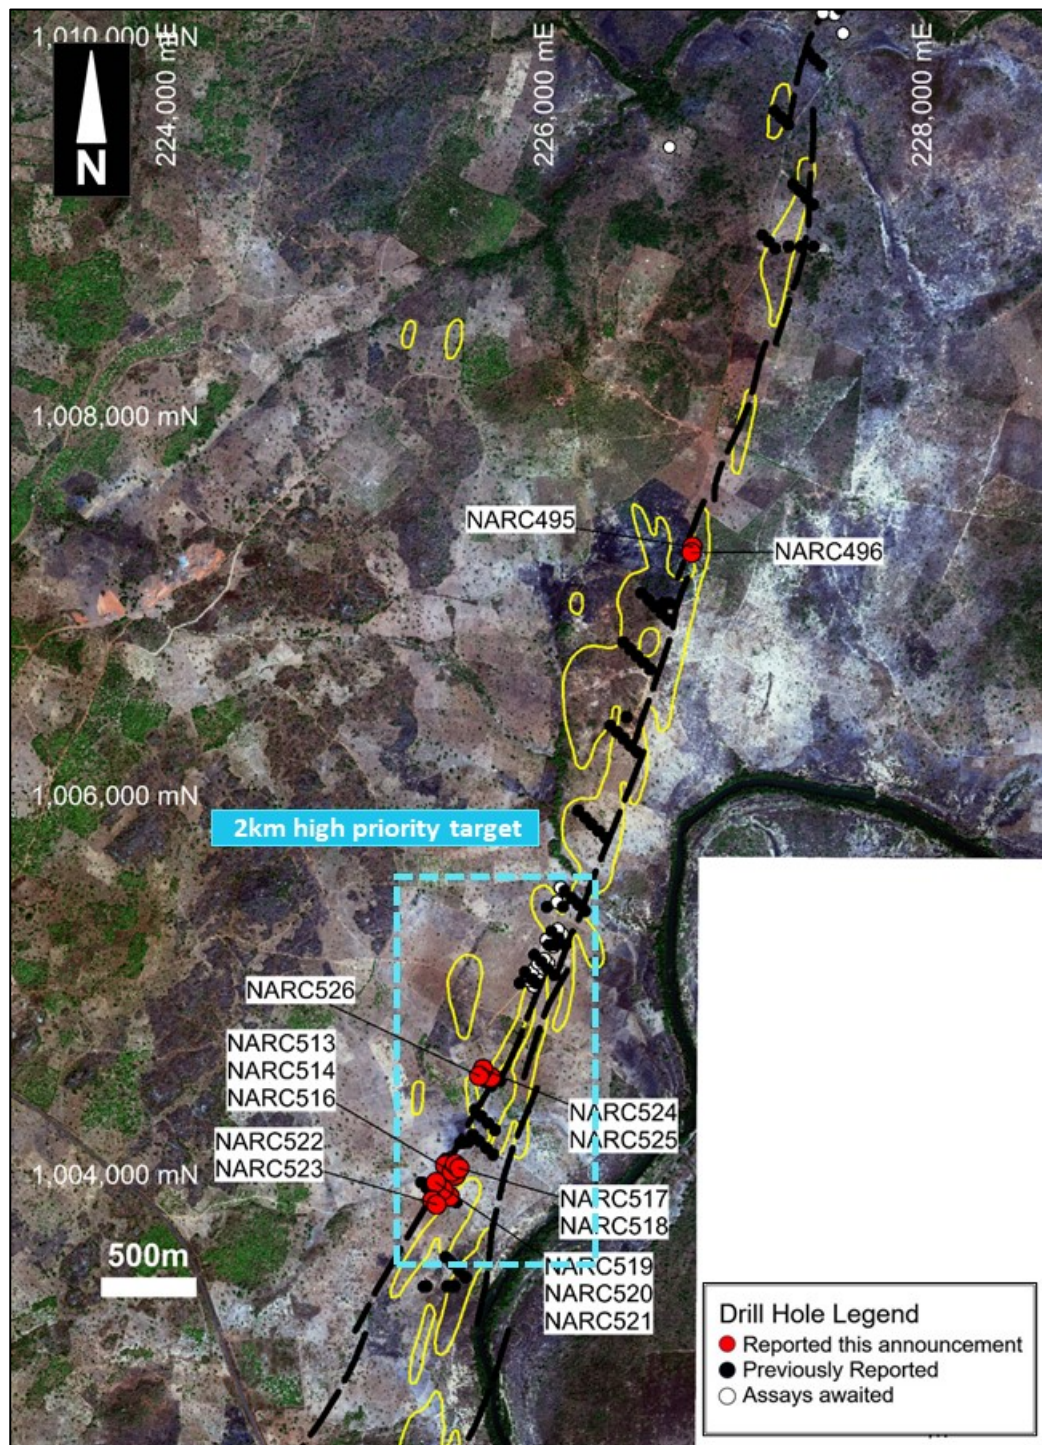 1,010,000 mN
224,000 mE
226,000 mE
228,000 mE
N
1,008,000 mN
NARC495
NARC496
1,006,000 mN
2km high priority target
NARC526
NARC513
NARC514
NARC516
NARC524
NARC525
NARC522
NARC523
1,004,000 mN
NARC517
NARC518
500m
NARC519
NARC520
NARC521
Drill Hole Legend
Reported this announcement
Previously Reported
Assays awaited